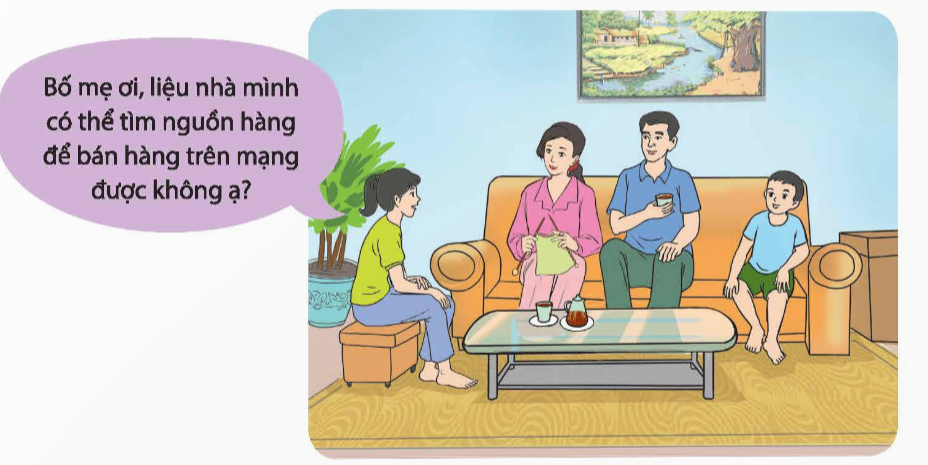 Bố mẹ ơi, liệu nhà mình
có thể tìm nguồn hàng
để bán hàng trên mạng
được không ạ?